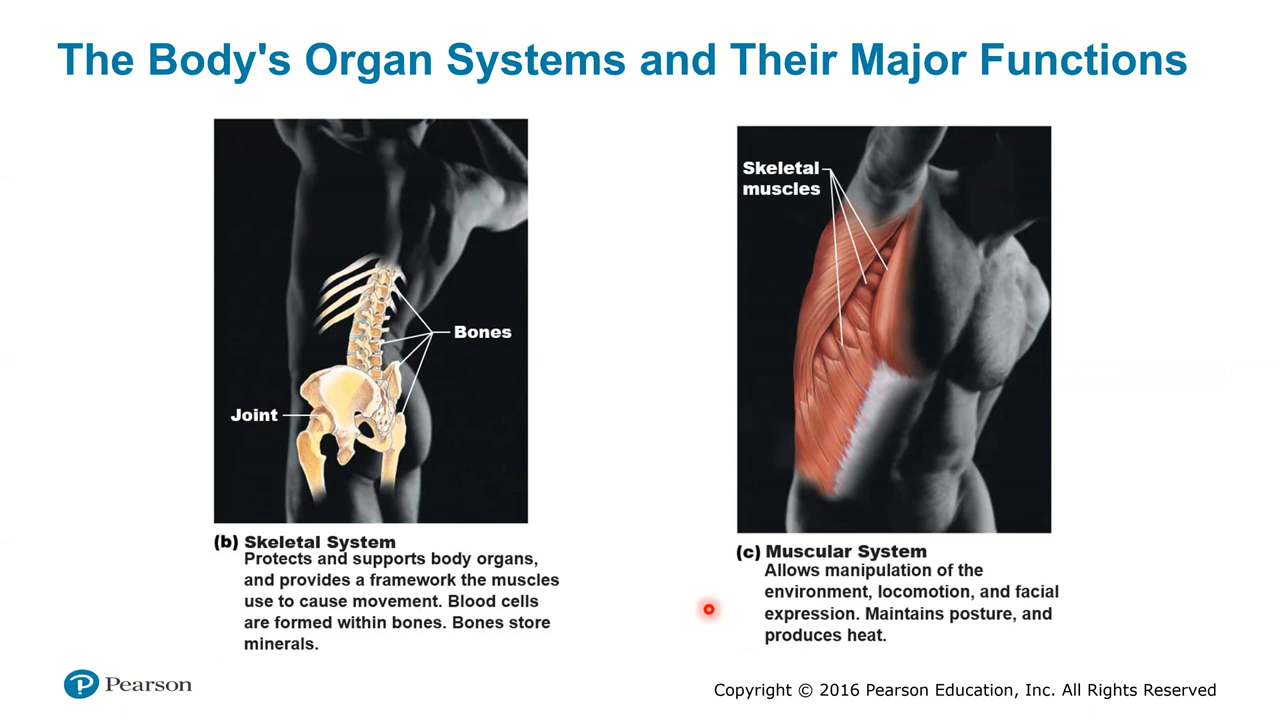 The Body's Organ Systems and Their Major Functions
Bones
Joint
(b) Skeletal System
Protects and supports body organs,
and provides a framework the muscles
use to cause movement. Blood cells
are formed within bones. Bones store
minerals.
Skeletal
muscles
(c) Muscular System
Allows manipulation of the
environment, locomotion, and facial
expression. Maintains posture, and
produces heat.
P Pearson
Copyright © 2016 Pearson Education, Inc. All Rights Reserved